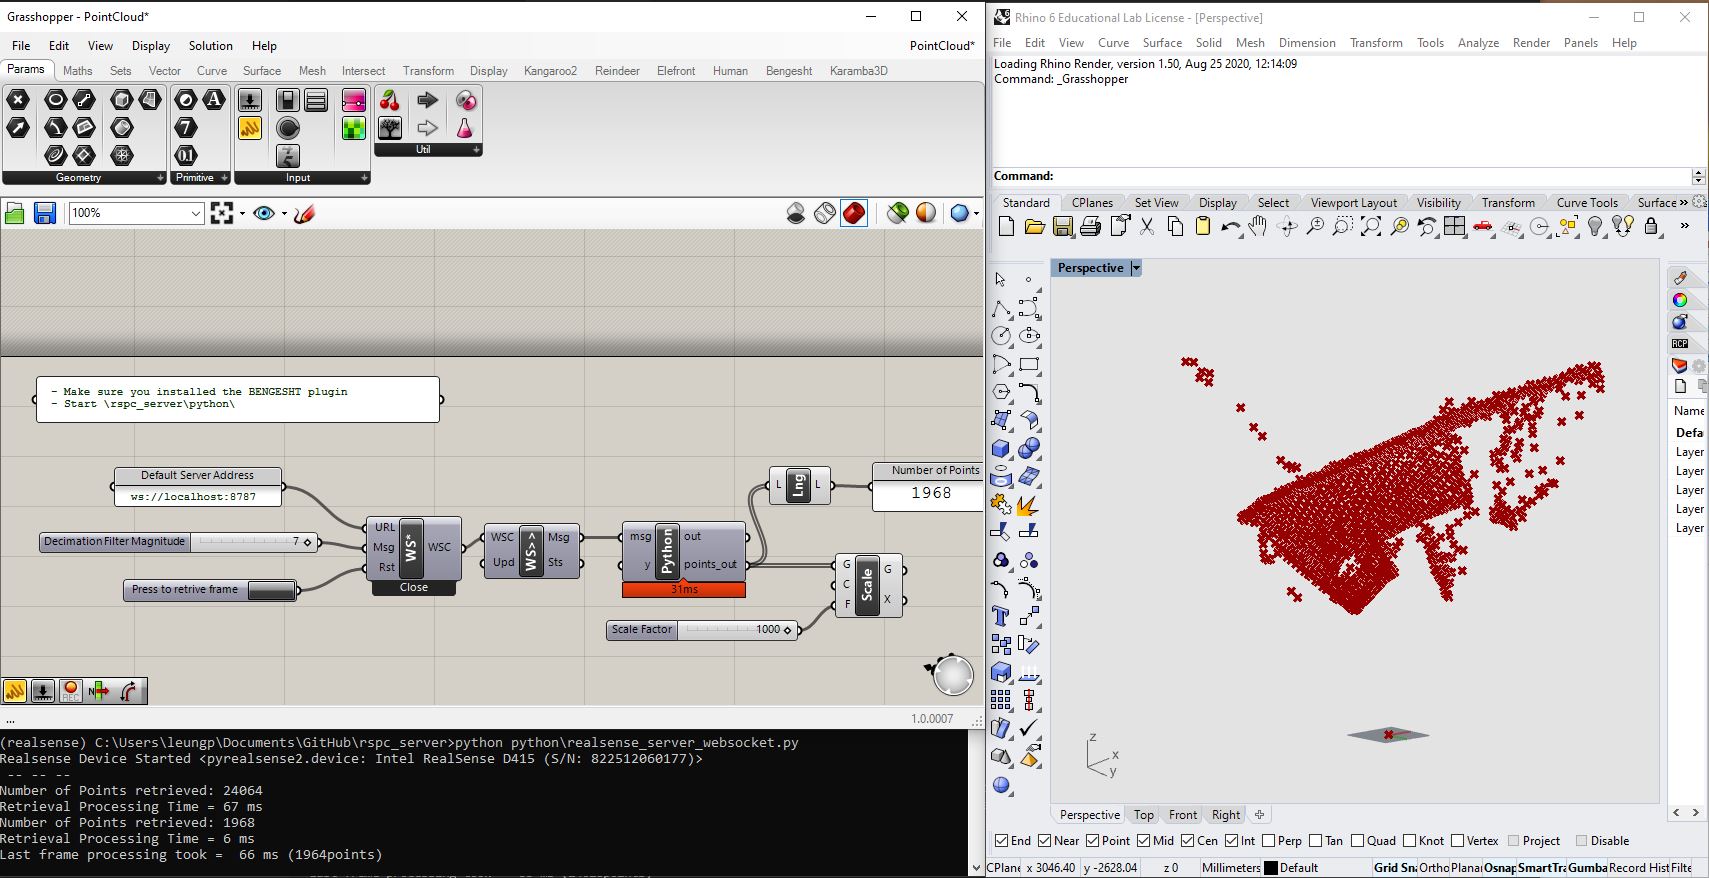 Grasshopper - PointCloud*
File Edit View Display Solution Help PointCloud*
Params Maths Sets Vector Curve Surface Mesh Intersect Transform Display Kangaroo2 Reindeer Elefront Human Bengesht Karamba3D
Geometry Primitive Input Util
100%
- Make sure you installed the BENGESHT plugin
- Start \rspc_server\python\
Default Server Address
ws://localhost:8787
Decimation Filter Magnitude 7
Press to retrive frame
URL
Msg
Rst
WS*
WSC
Close
WSC
Upd
WS>>
Msg
Sts
msg
y
Python
out
points_out
31ms
L Lng L
Number of Points
1968
G
C
F
Scale
G
X
Scale Factor 1000
REC
...
1.0.0007
(realsense) C:\Users\leungp\Documents\GitHub\rspc_server>python python\realsense_server_websocket.py
Realsense Device Started <pyrealsense2.device: Intel RealSense D415 (S/N: 822512060177)>
-- -- --
Number of Points retrieved: 24064
Retrieval Processing Time = 67 ms
Number of Points retrieved: 1968
Retrieval Processing Time = 6 ms
Last frame processing took =  66 ms (1964points)
Rhino 6 Educational Lab License - [Perspective]
File Edit View Curve Surface Solid Mesh Dimension Transform Tools Analyze Render Panels Help
Loading Rhino Render, version 1.50, Aug 25 2020, 12:14:09
Command: _Grasshopper
Command:
Standard CPlanes Set View Display Select Viewport Layout Visibility Transform Curve Tools Surface »
Perspective
RCP
Name
Defa
Layer
Layer
Layer
Layer
Layer
z
x
y
Perspective Top Front Right
End Near Point Mid Cen Int Perp Tan Quad Knot Vertex Project Disable
CPlane x 3046.40 y -2628.04 z 0 Millimeters Default Grid Sna Ortho Planar Osnap SmartTra Gumba Record Hist Filte